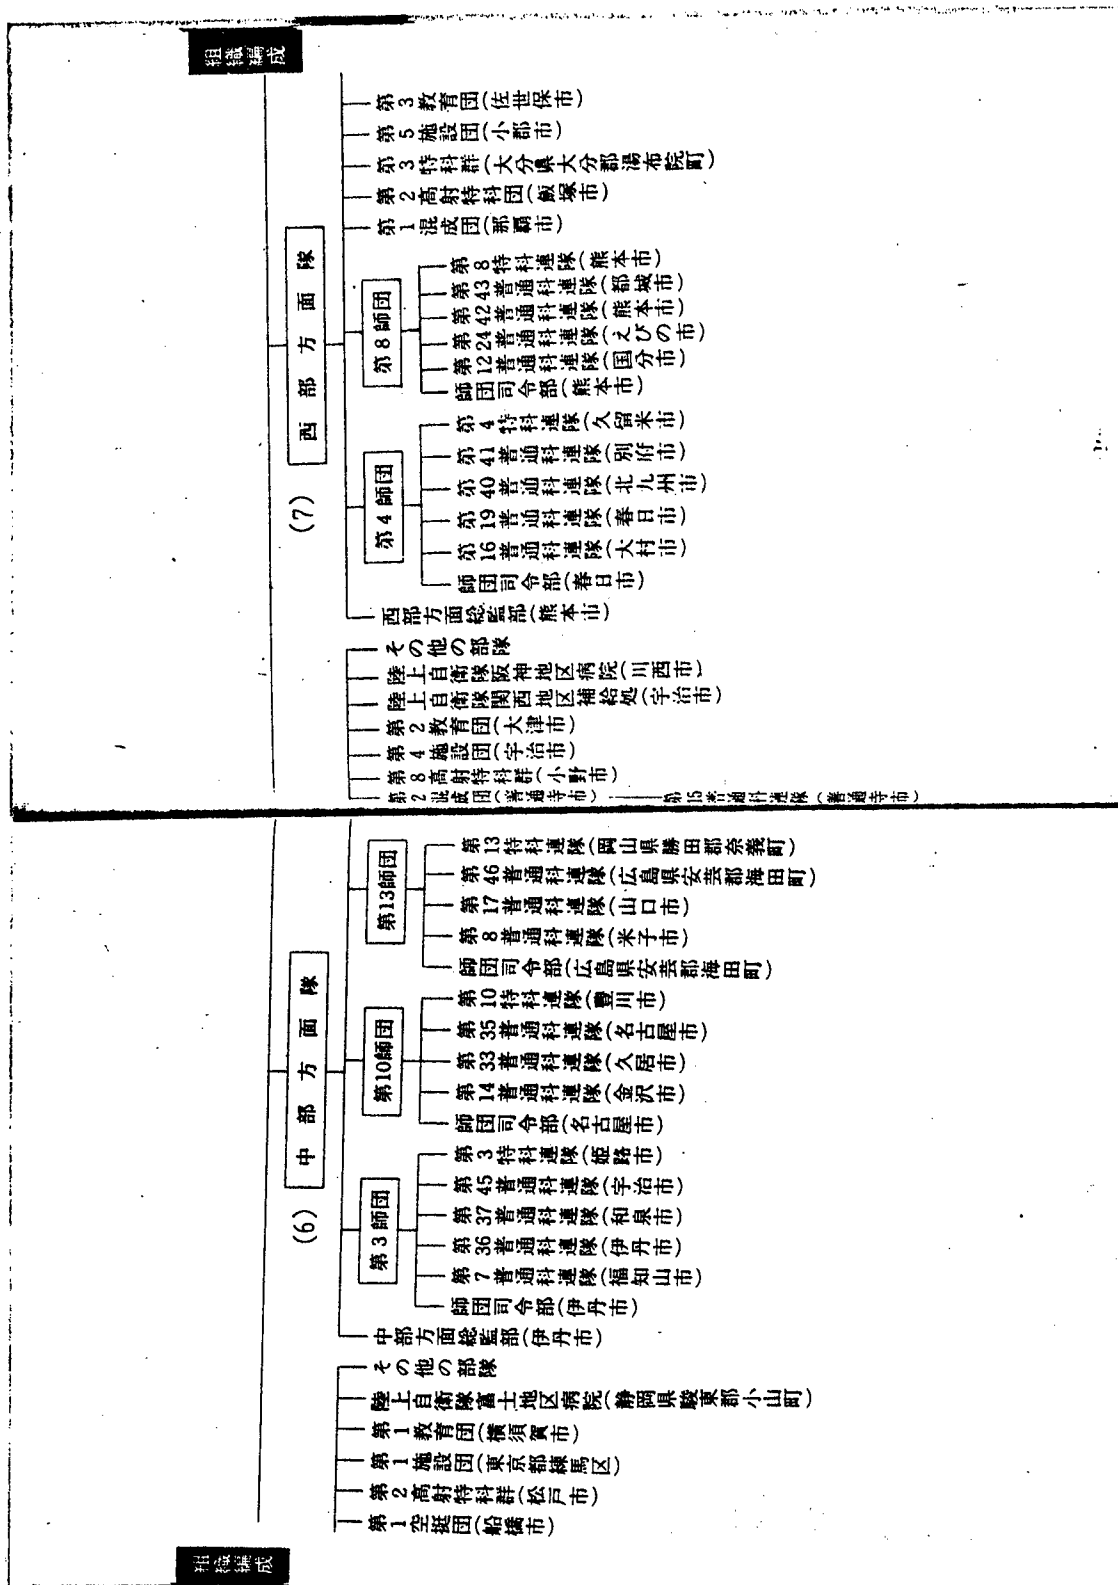 組織編成
第1空挺団(船橋市)
第2高射特科群(松戸市)
第1施設団(東京都練馬区)
第1教育団(横須賀市)
陸上自衛隊富士地区病院(静岡県駿東郡小山町)
その他の部隊
(6)
中部方面隊
中部方面総監部(伊丹市)
第3師団
師団司令部(伊丹市)
第7普通科連隊(福知山市)
第36普通科連隊(伊丹市)
第37普通科連隊(和泉市)
第45普通科連隊(宇治市)
第3特科連隊(姫路市)
第10師団
師団司令部(名古屋市)
第14普通科連隊(金沢市)
第33普通科連隊(久居市)
第35普通科連隊(名古屋市)
第10特科連隊(豊川市)
第13師団
師団司令部(広島県安芸郡海田町)
第8普通科連隊(米子市)
第17普通科連隊(山口市)
第46普通科連隊(広島県安芸郡海田町)
第13特科連隊(岡山県勝田郡奈義町)
第2混成団(善通寺市)
第15普通科連隊(善通寺市)
第8高射特科群(小野市)
第4施設団(宇治市)
第2教育団(大津市)
陸上自衛隊関西地区補給処(宇治市)
陸上自衛隊阪神地区病院(川西市)
その他の部隊
(7)
西部方面隊
西部方面総監部(熊本市)
第4師団
師団司令部(春日市)
第16普通科連隊(大村市)
第19普通科連隊(春日市)
第40普通科連隊(北九州市)
第41普通科連隊(別府市)
第4特科連隊(久留米市)
第8師団
師団司令部(熊本市)
第12普通科連隊(国分市)
第24普通科連隊(えびの市)
第42普通科連隊(熊本市)
第43普通科連隊(都城市)
第8特科連隊(熊本市)
第1混成団(那覇市)
第2高射特科団(飯塚市)
第3特科群(大分県大分郡湯布院町)
第5施設団(小郡市)
第3教育団(佐世保市)
組織編成